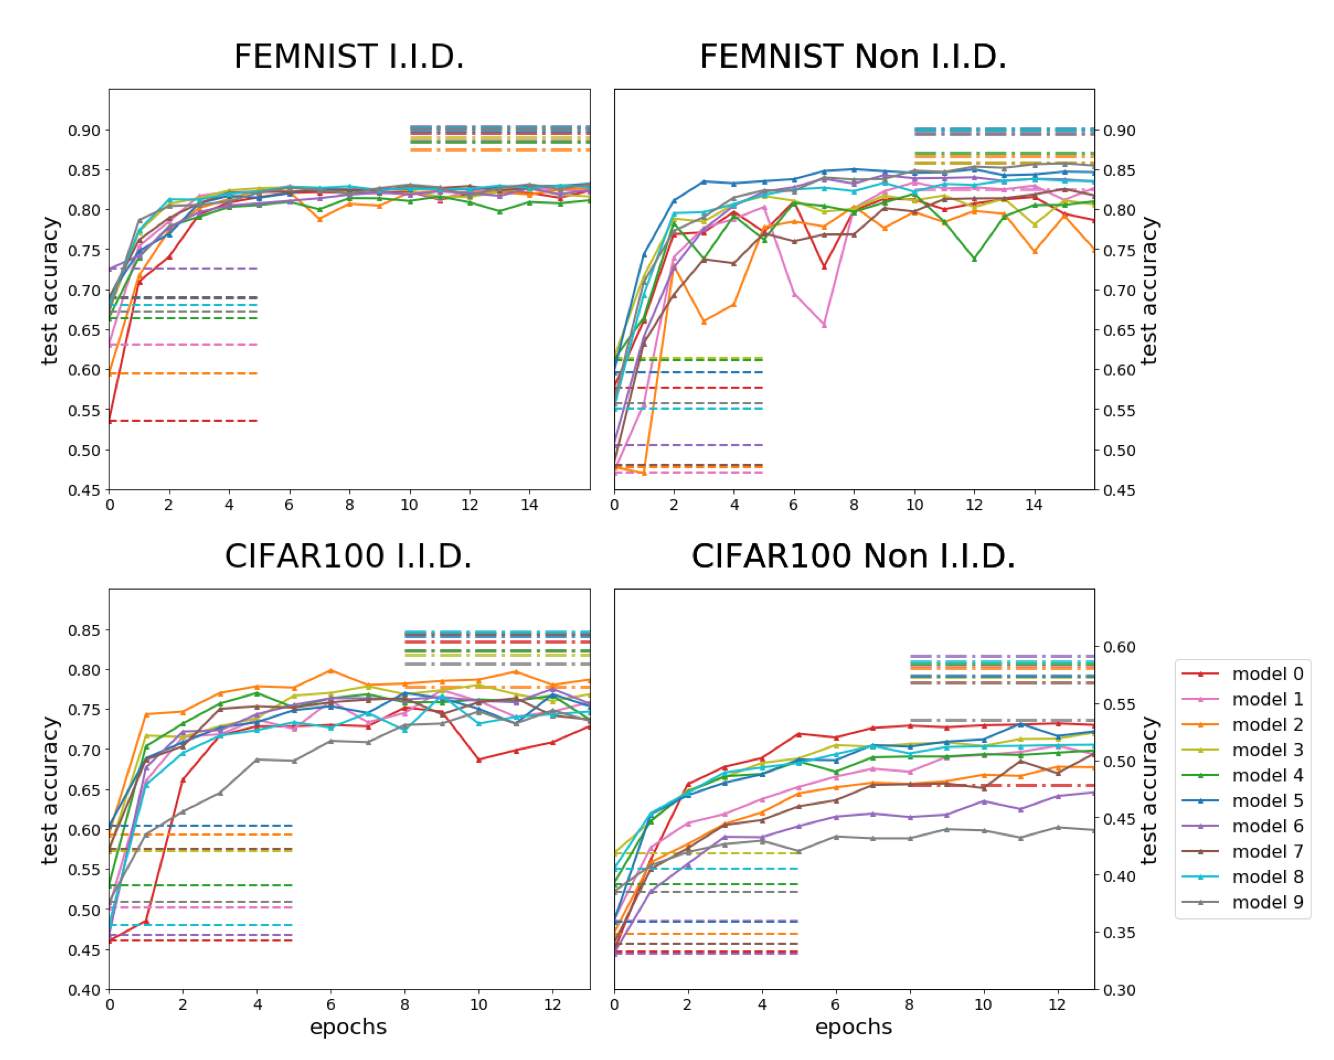 FEMNIST I.I.D.
FEMNIST Non I.I.D.
test accuracy
0.90
0.85
0.80
0.75
0.70
0.65
0.60
0.55
0.50
0.45
0 2 4 6 8 10 12 14
0 2 4 6 8 10 12 14
0.90
0.85
0.80
0.75
0.70
0.65
0.60
0.55
0.50
0.45
test accuracy
CIFAR100 I.I.D.
CIFAR100 Non I.I.D.
test accuracy
0.85
0.80
0.75
0.70
0.65
0.60
0.55
0.50
0.45
0.40
0 2 4 6 8 10 12
epochs
0 2 4 6 8 10 12
epochs
0.60
0.55
0.50
0.45
0.40
0.35
0.30
test accuracy
model 0
model 1
model 2
model 3
model 4
model 5
model 6
model 7
model 8
model 9